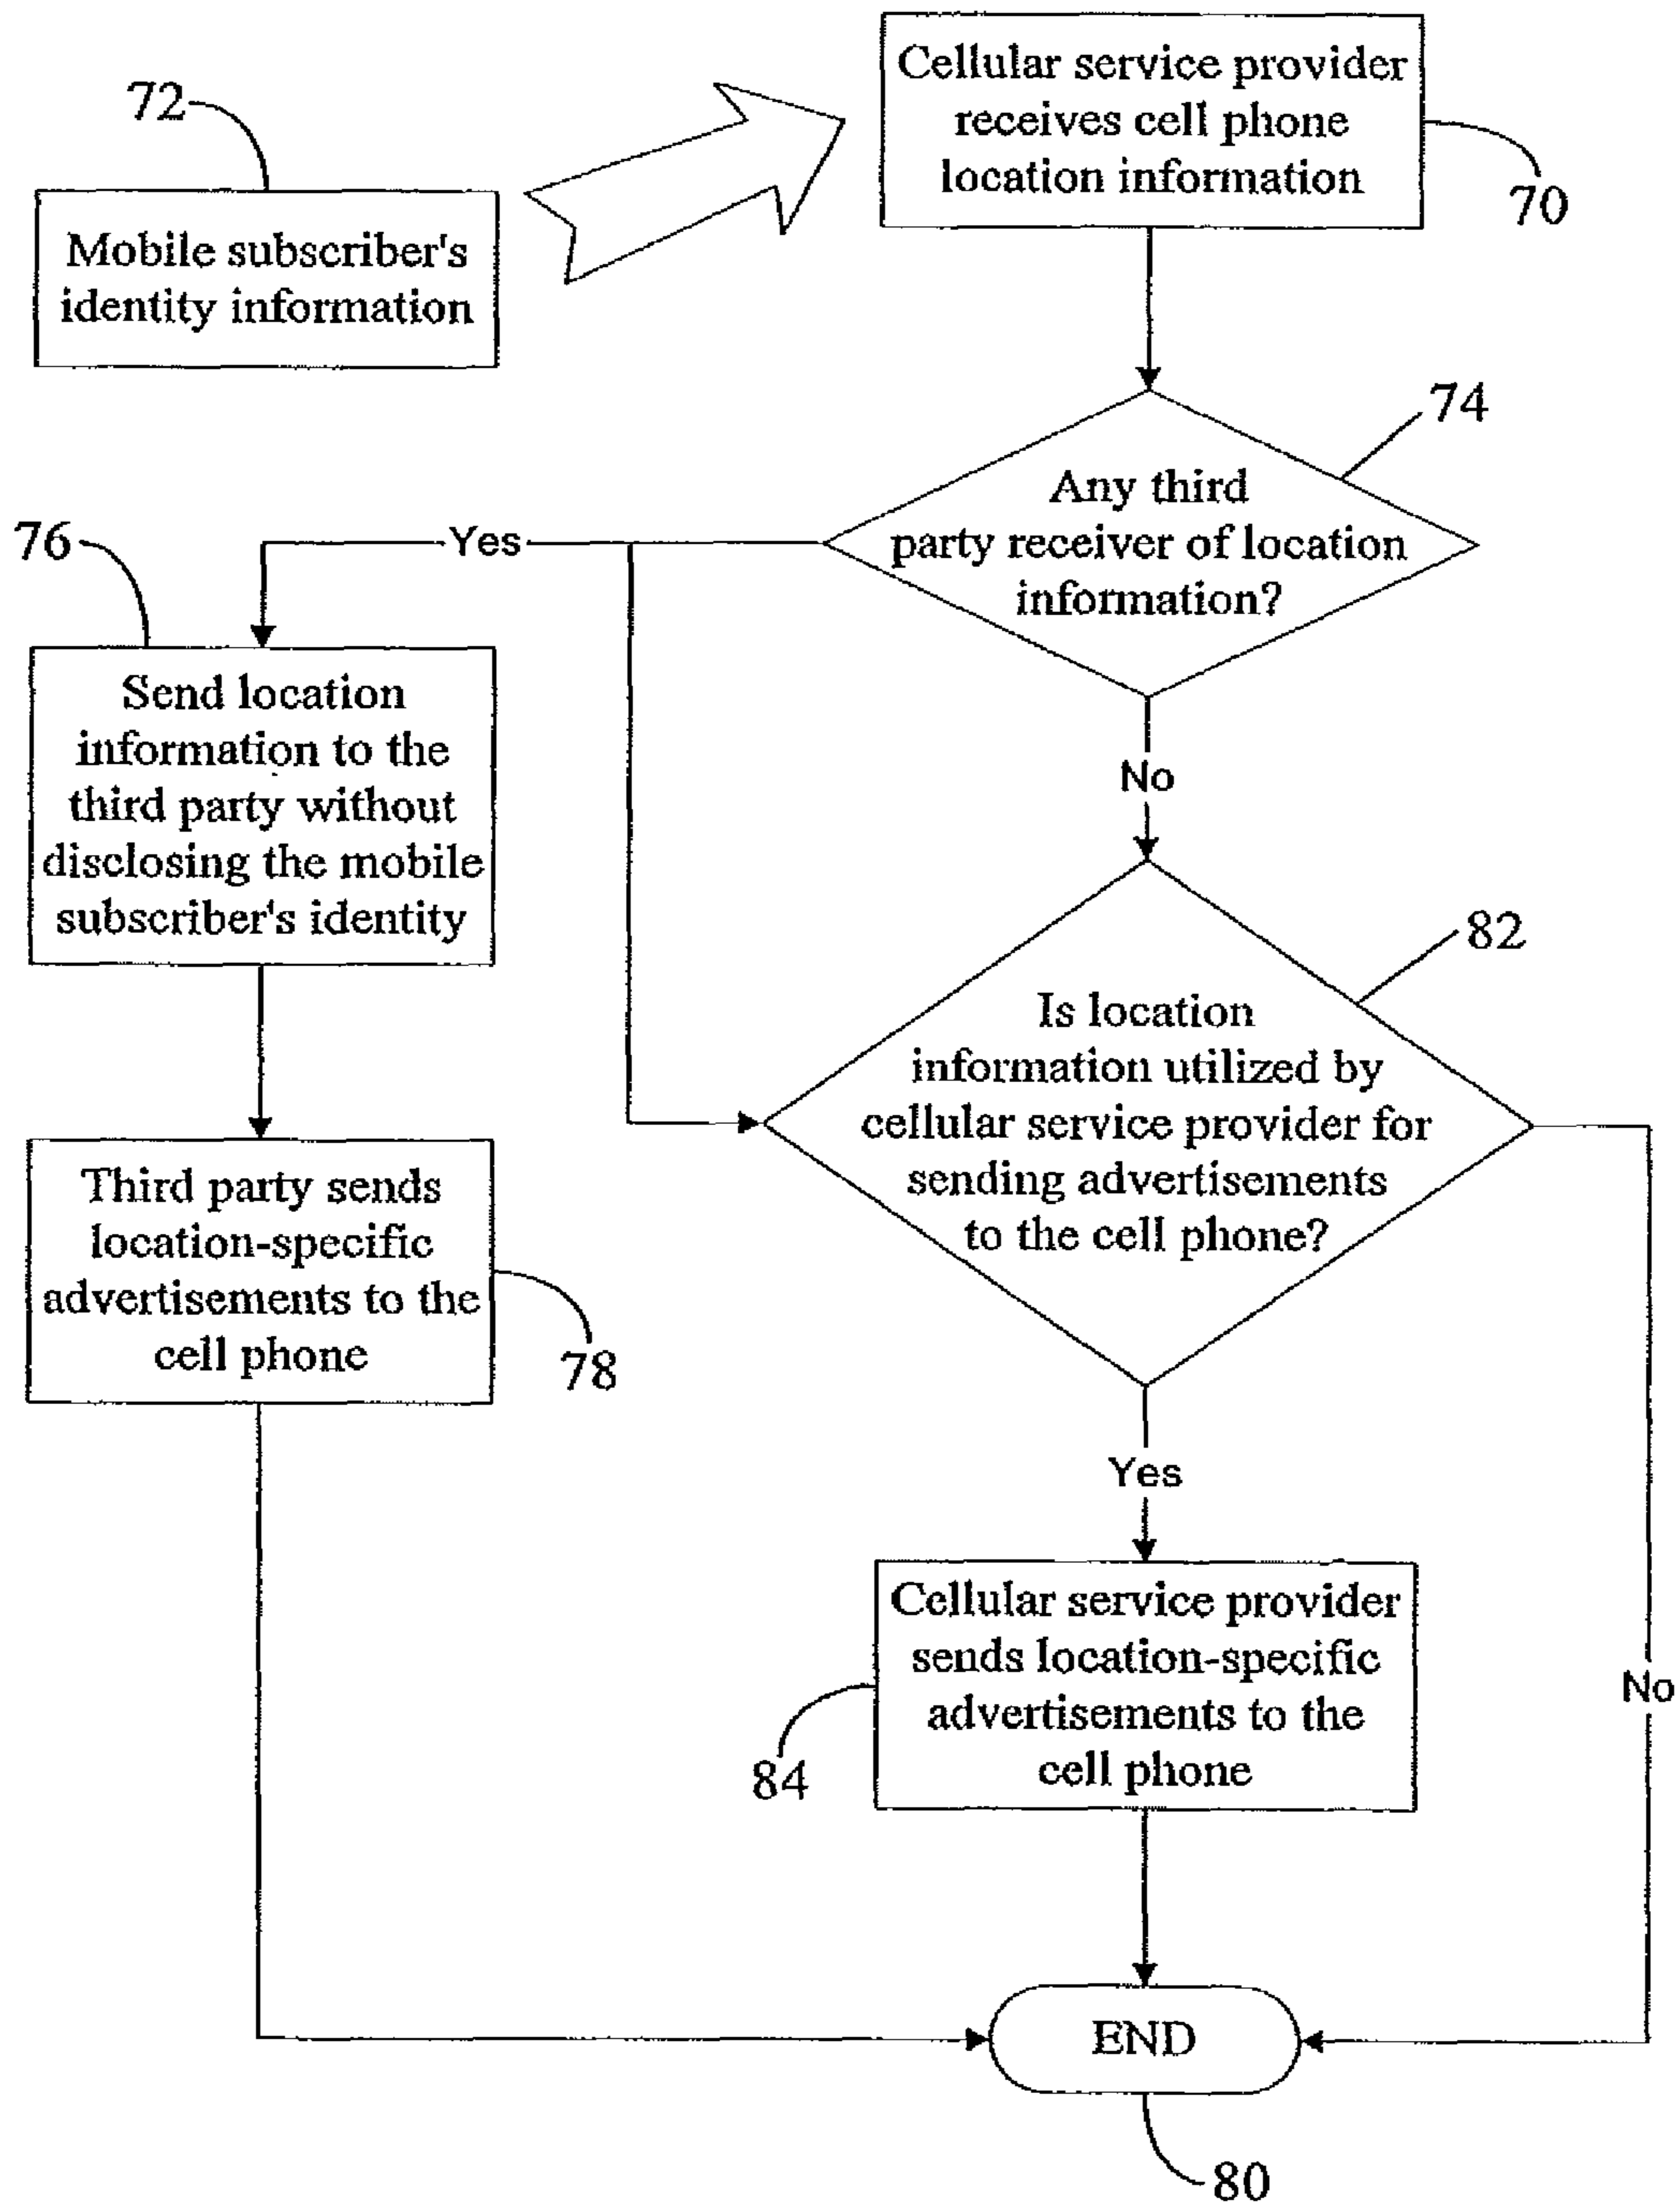 Cellular service provider
receives cell phone
location information
70
72
Mobile subscriber's
identity information
74
Any third
party receiver of location
information?
Yes
76
Send location
information to the
third party without
disclosing the mobile
subscriber's identity
No
82
Is location
information utilized by
cellular service provider for
sending advertisements
to the cell phone?
Third party sends
location-specific
advertisements to the
cell phone
78
Yes
Cellular service provider
sends location-specific
advertisements to the
cell phone
84
No
END
80